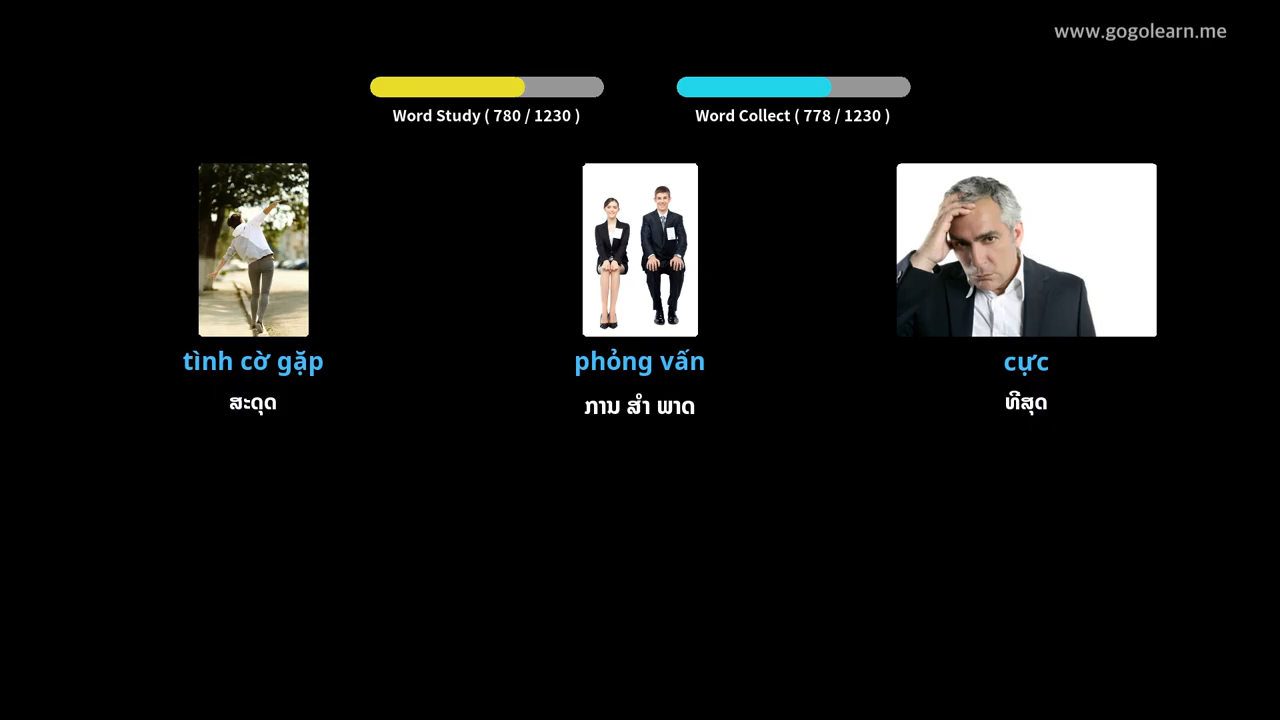 www.gogolearn.me
Word Study ( 780 / 1230 )
Word Collect ( 778 / 1230 )
tình cờ gặp
phỏng vấn
cực
ສະດຸດ
ການ ສຳ ພາດ
ທີ່ສຸດ